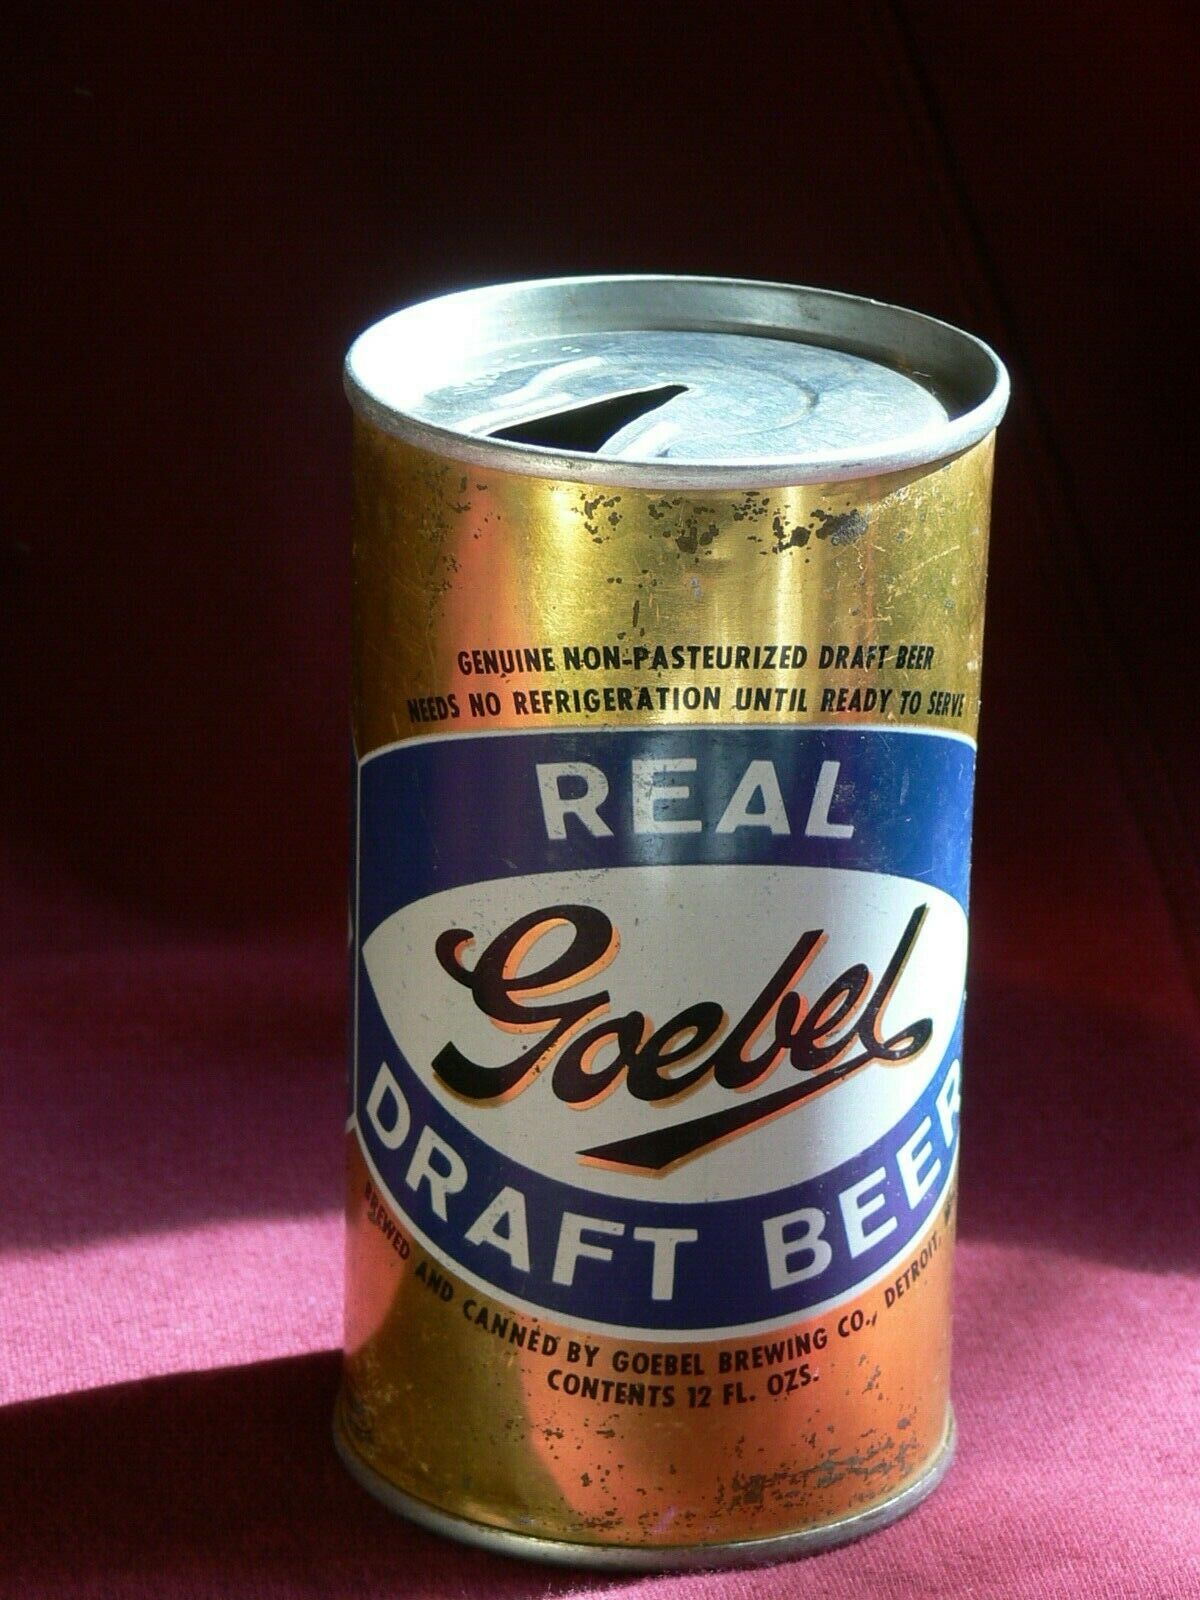 GENUINE NON-PASTEURIZED DRAFT BEER
NEEDS NO REFRIGERATION UNTIL READY TO SERVE
REAL
Goebel
DRAFT BEER
BREWED AND CANNED BY GOEBEL BREWING CO., DETROIT,
CONTENTS 12 FL. OZS.